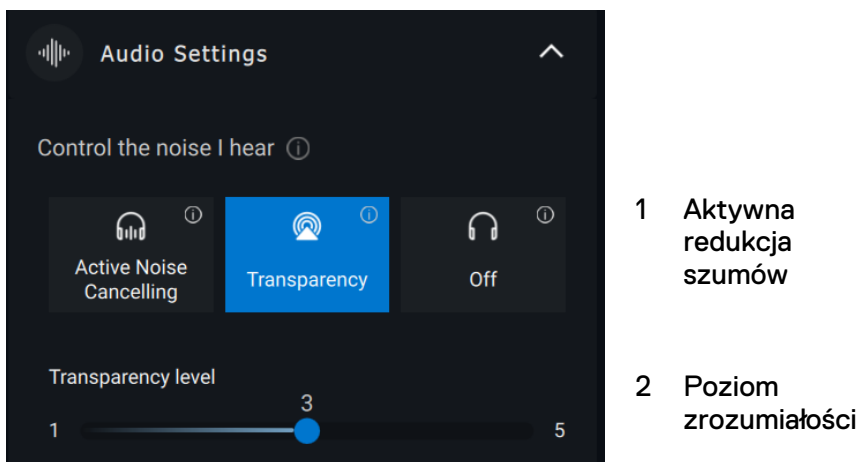 Audio Settings
Control the noise I hear
Active Noise
Cancelling
Transparency
Off
Transparency level
3
1
5
1 Aktywna
redukcja
szumów
2 Poziom
zrozumiałości